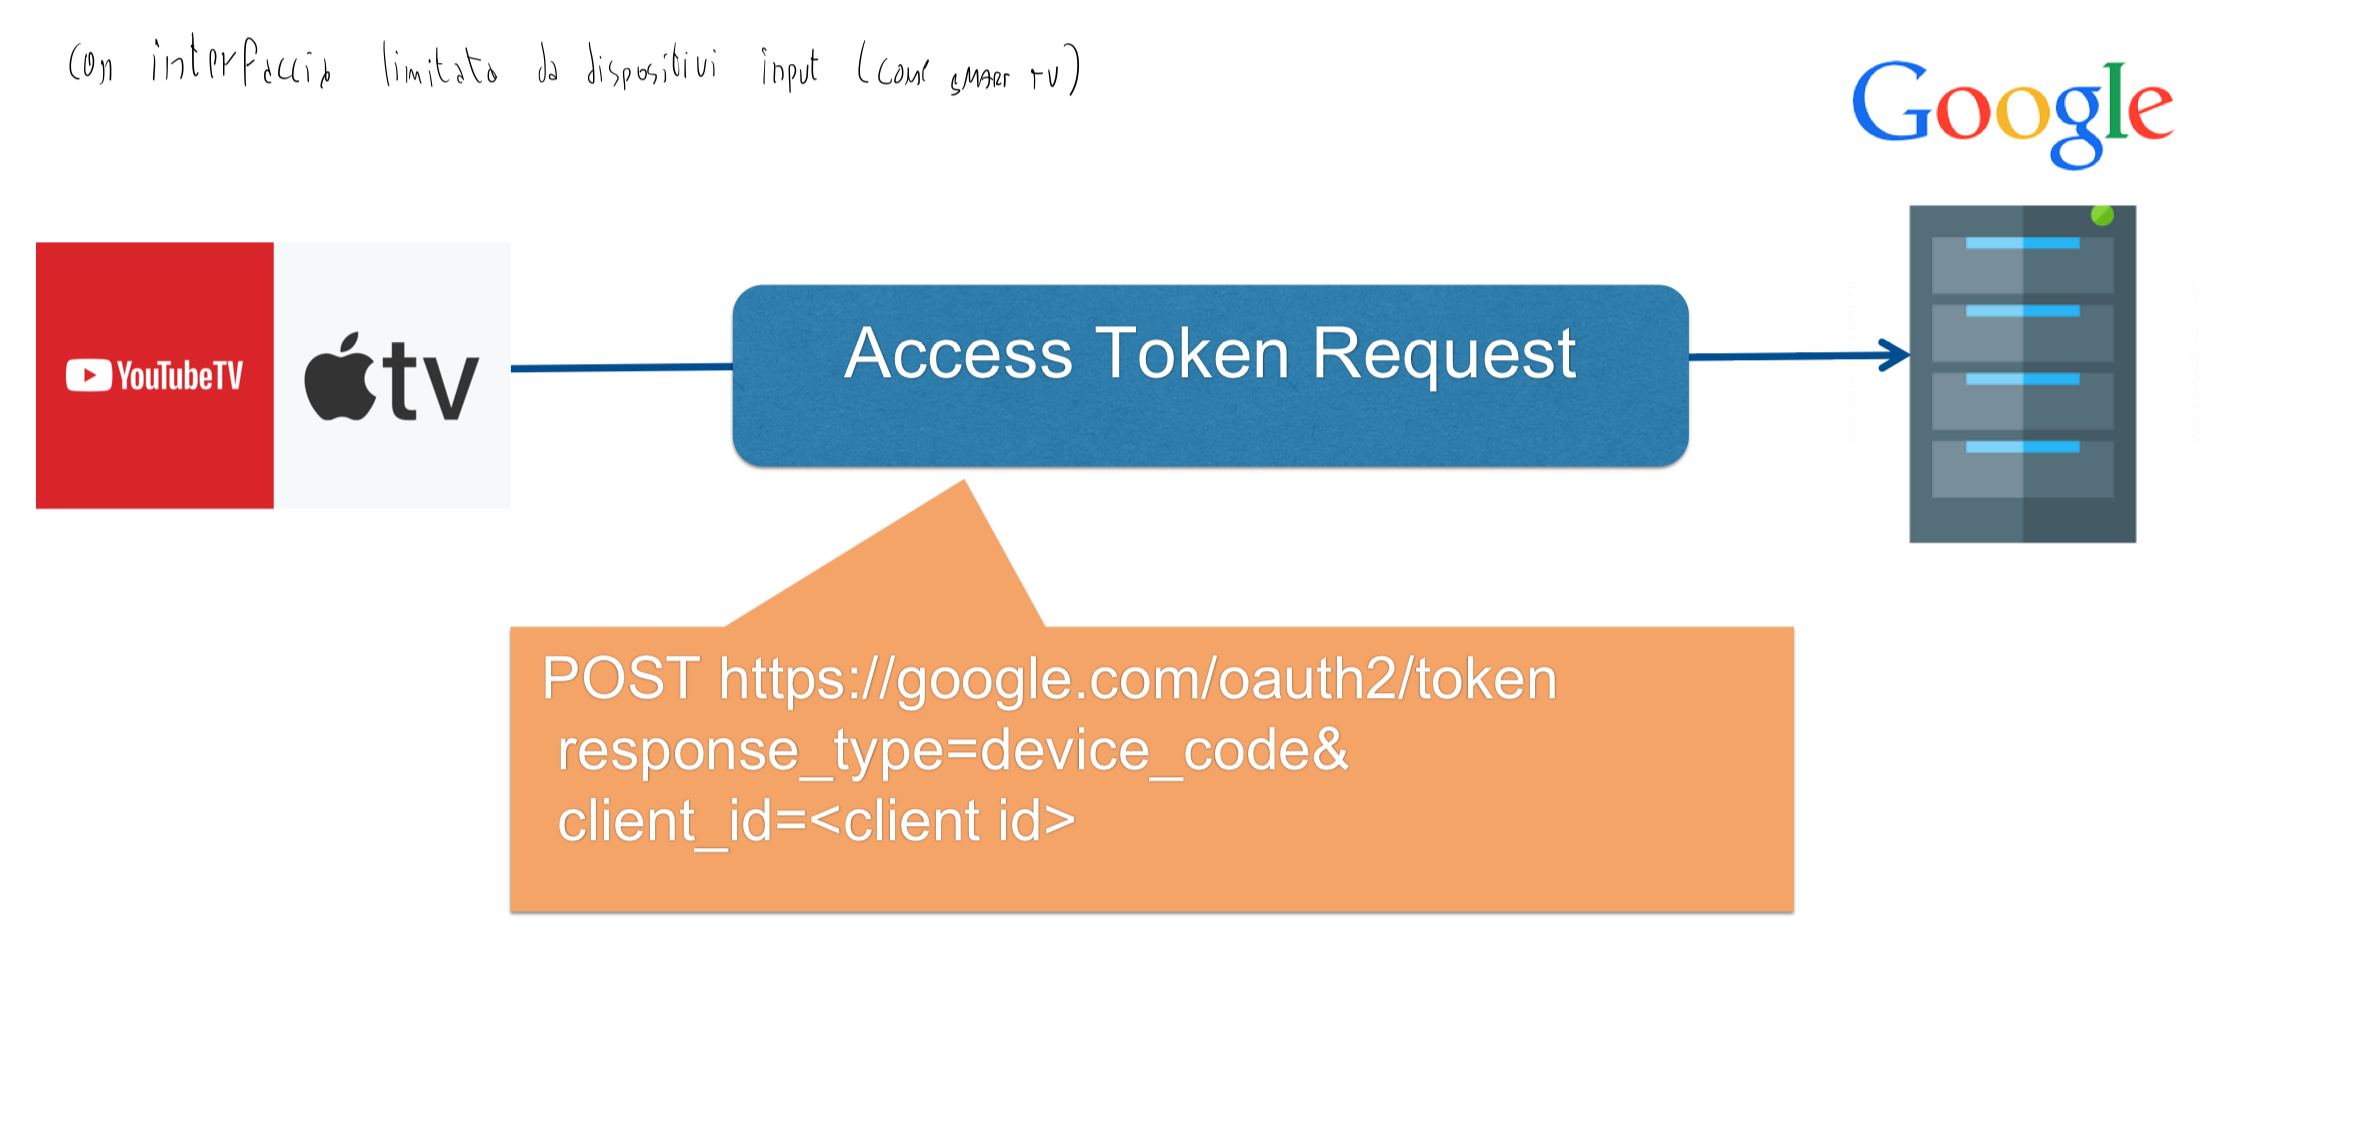 con interfaccia limitata da dispositivi input (come smart tv)
Google
YouTubeTV
tv
Access Token Request
POST https://google.com/oauth2/token
response_type=device_code&
client_id=<client id>